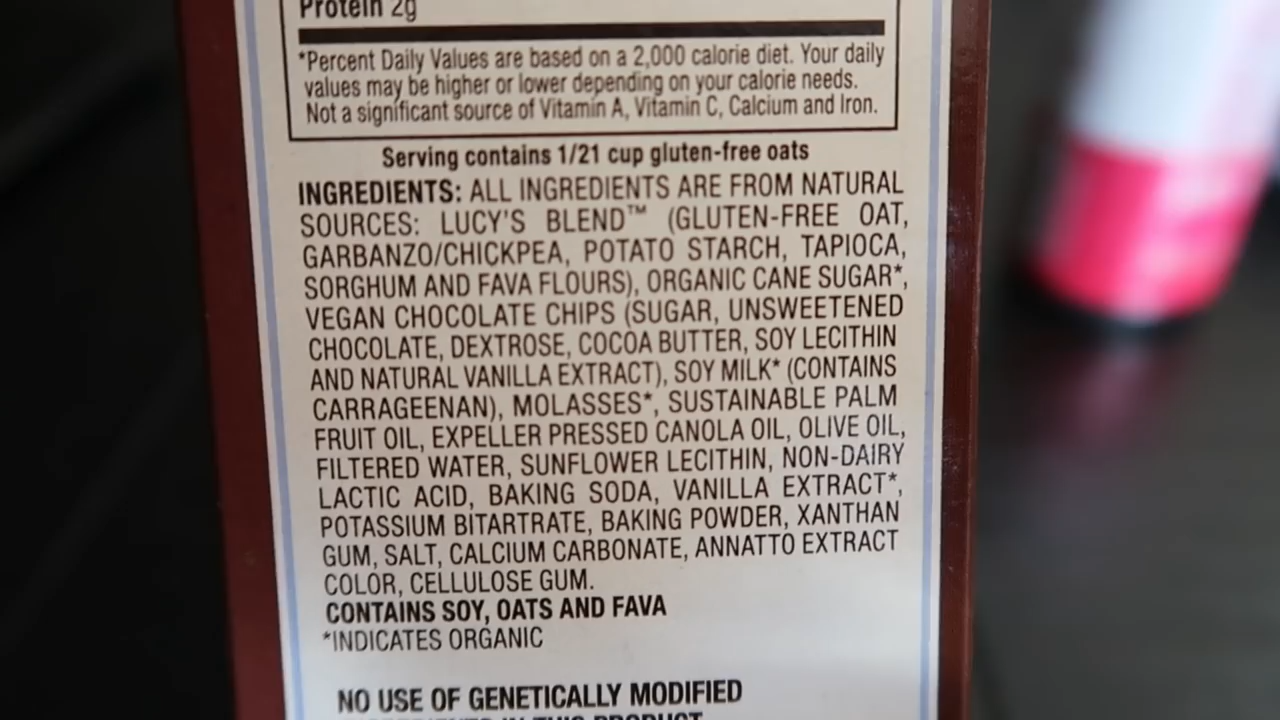 Protein 2g
*Percent Daily Values are based on a 2,000 calorie diet. Your daily
values may be higher or lower depending on your calorie needs.
Not a significant source of Vitamin A, Vitamin C, Calcium and Iron.
Serving contains 1/21 cup gluten-free oats
INGREDIENTS: ALL INGREDIENTS ARE FROM NATURAL
SOURCES: LUCY'S BLEND™ (GLUTEN-FREE OAT,
GARBANZO/CHICKPEA, POTATO STARCH, TAPIOCA,
SORGHUM AND FAVA FLOURS), ORGANIC CANE SUGAR*,
VEGAN CHOCOLATE CHIPS (SUGAR, UNSWEETENED
CHOCOLATE, DEXTROSE, COCOA BUTTER, SOY LECITHIN
AND NATURAL VANILLA EXTRACT), SOY MILK* (CONTAINS
CARRAGEENAN), MOLASSES*, SUSTAINABLE PALM
FRUIT OIL, EXPELLER PRESSED CANOLA OIL, OLIVE OIL,
FILTERED WATER, SUNFLOWER LECITHIN, NON-DAIRY
LACTIC ACID, BAKING SODA, VANILLA EXTRACT*,
POTASSIUM BITARTRATE, BAKING POWDER, XANTHAN
GUM, SALT, CALCIUM CARBONATE, ANNATTO EXTRACT
COLOR, CELLULOSE GUM.
CONTAINS SOY, OATS AND FAVA
*INDICATES ORGANIC
NO USE OF GENETICALLY MODIFIED
INGREDIENTS IN THIS PRODUCT